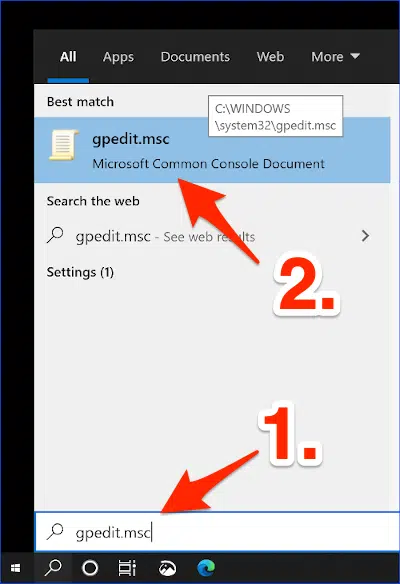 All Apps Documents Web More
Best match
C:\WINDOWS
\system32\gpedit.msc
gpedit.msc
Microsoft Common Console Document
Search the web
gpedit.msc - See web results
Settings (1)
2.
1.
gpedit.msc